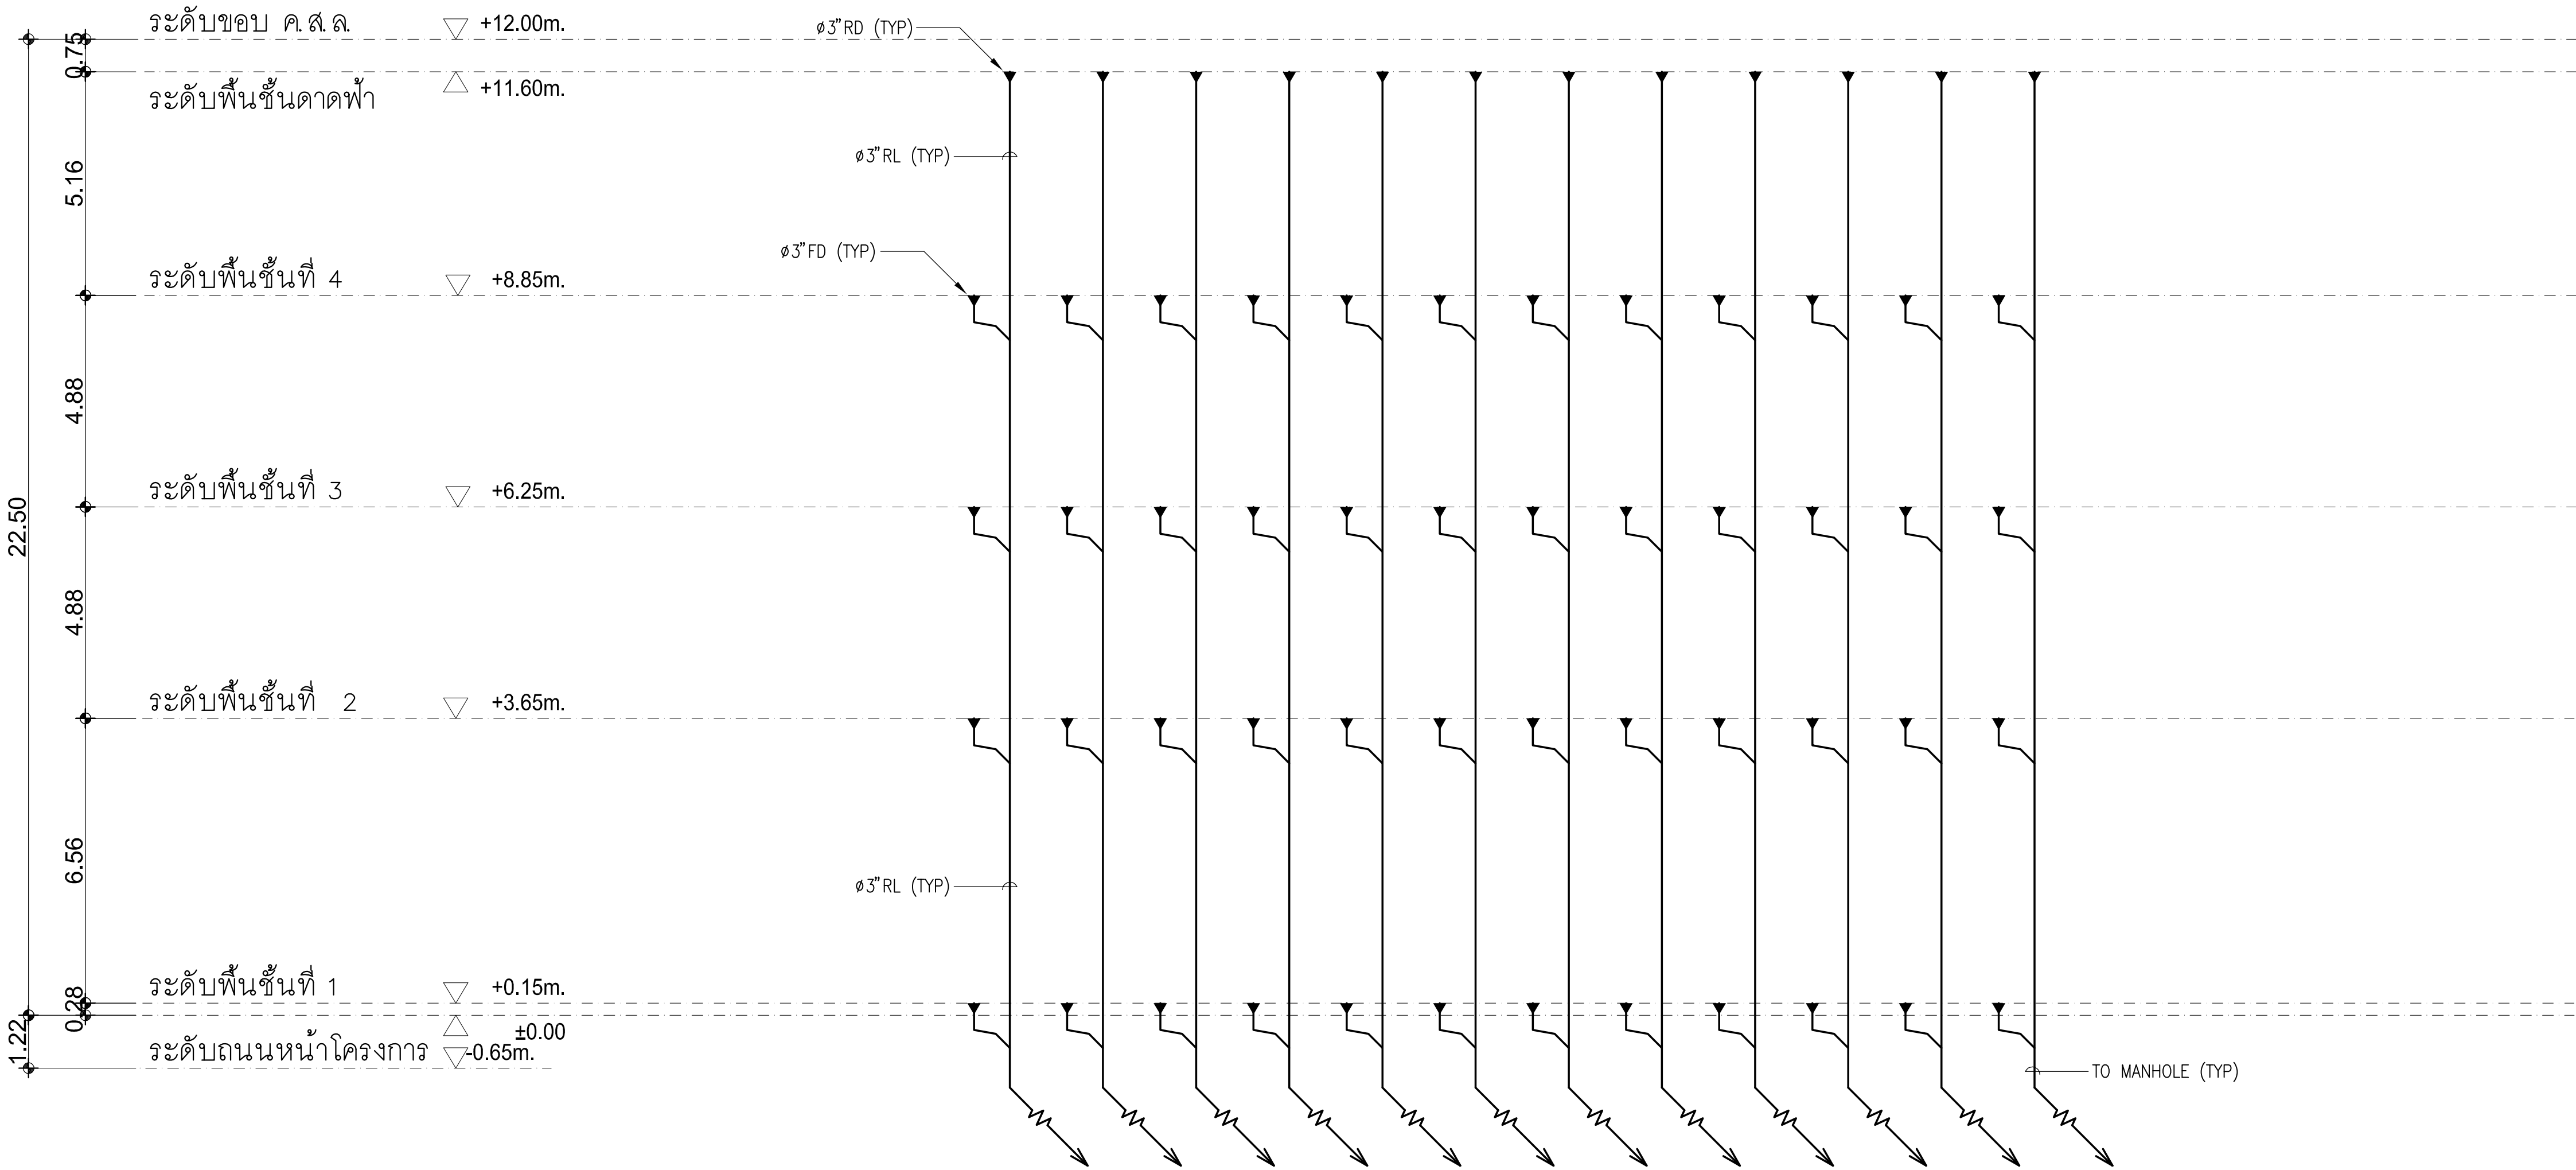 ระดับขอบ ค.ส.ล. +12.00m.
ø3"RD (TYP)
0.75
ระดับพื้นชั้นดาดฟ้า +11.60m.
ø3"RL (TYP)
5.16
ø3"FD (TYP)
ระดับพื้นชั้นที่ 4 +8.85m.
4.88
ระดับพื้นชั้นที่ 3 +6.25m.
22.50
4.88
ระดับพื้นชั้นที่ 2 +3.65m.
6.56
ø3"RL (TYP)
ระดับพื้นชั้นที่ 1 +0.15m.
0.28
±0.00
1.22
ระดับถนนหน้าโครงการ -0.65m.
TO MANHOLE (TYP)